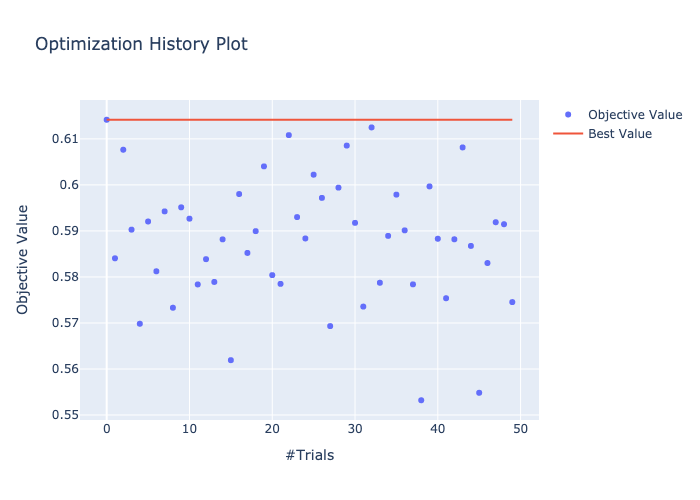 Optimization History Plot
Objective Value
Best Value
0.61
0.6
0.59
0.58
0.57
0.56
0.55
Objective Value
0
10
20
30
40
50
#Trials